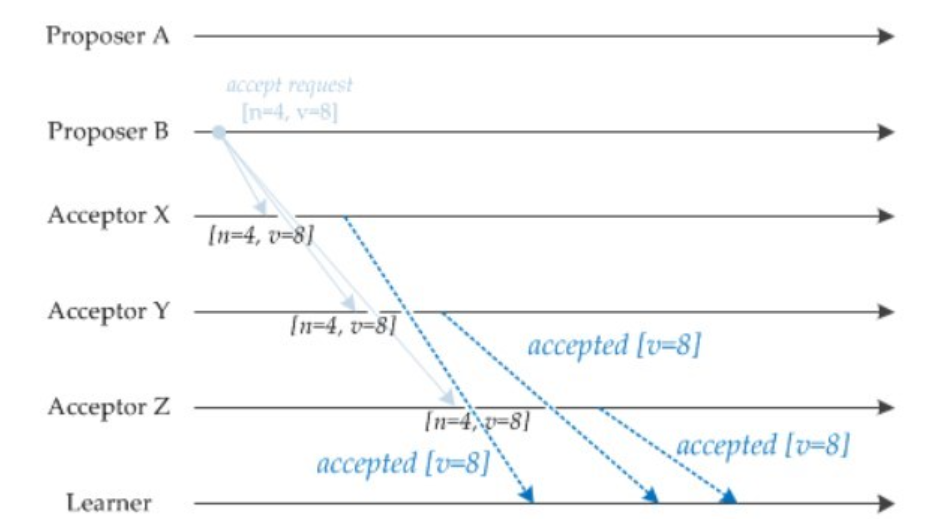 Proposer A
accept request
[n=4, v=8]
Proposer B
Acceptor X
[n=4, v=8]
Acceptor Y
[n=4, v=8]
accepted [v=8]
Acceptor Z
[n=4, v=8]
accepted [v=8]
accepted [v=8]
Learner